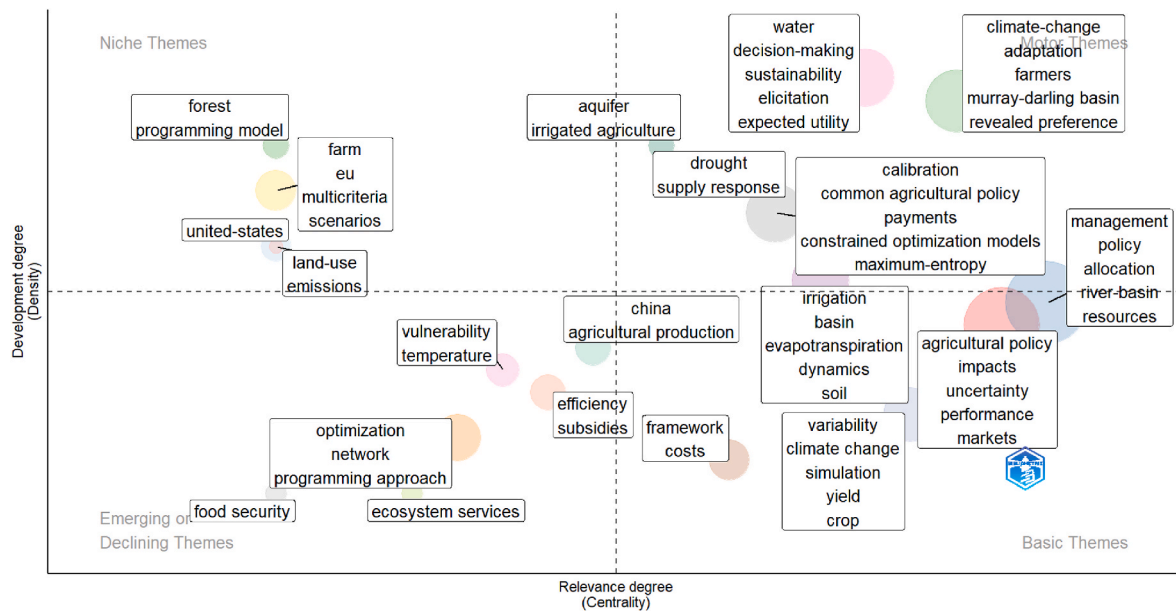 Niche Themes
Motor Themes
water
decision-making
sustainability
elicitation
expected utility
climate-change
adaptation
farmers
murray-darling basin
revealed preference
forest
programming model
aquifer
irrigated agriculture
farm
eu
multicriteria
scenarios
drought
supply response
calibration
common agricultural policy
payments
constrained optimization models
maximum-entropy
united-states
land-use
emissions
management
policy
allocation
river-basin
resources
china
agricultural production
irrigation
basin
evapotranspiration
dynamics
soil
vulnerability
temperature
agricultural policy
impacts
uncertainty
performance
markets
efficiency
subsidies
framework
costs
variability
climate change
simulation
yield
crop
optimization
network
programming approach
food security
ecosystem services
Emerging or
Declining Themes
Basic Themes
Development degree
(Density)
Relevance degree
(Centrality)